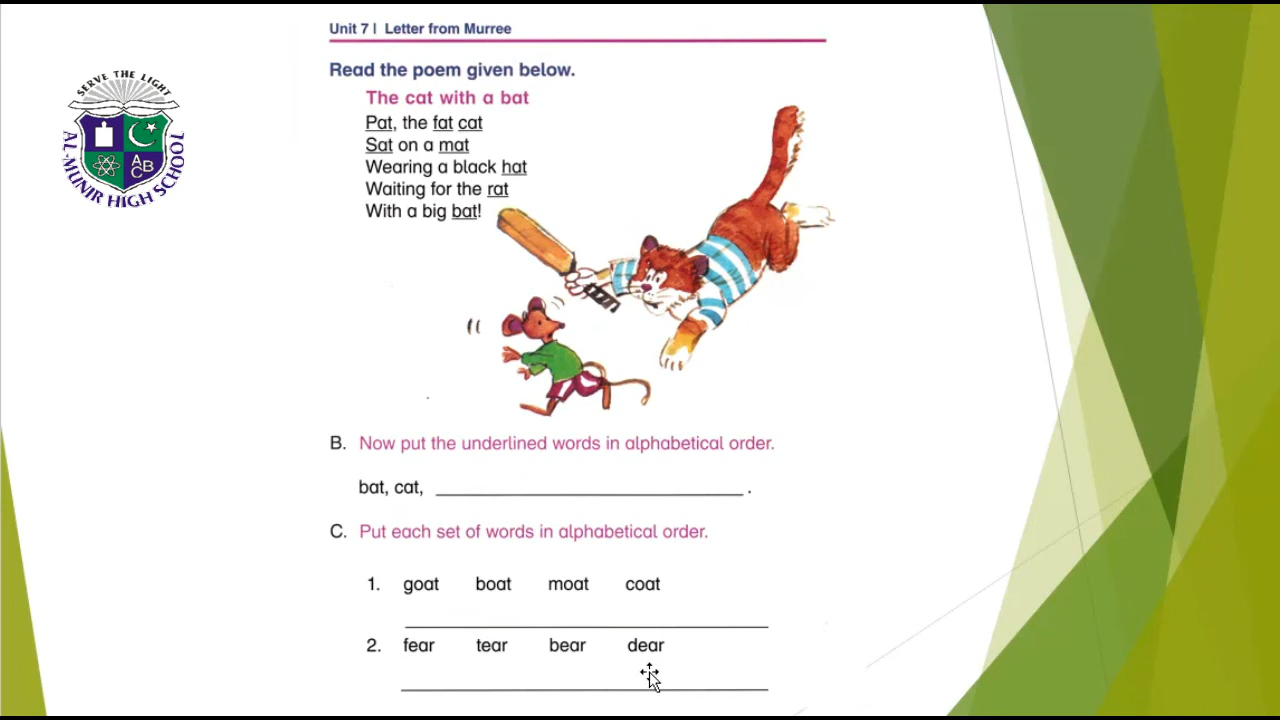 SERVE THE LIGHT
A B C
AL-MUNIR HIGH SCHOOL
Unit 7 | Letter from Murree
Read the poem given below.
The cat with a bat
Pat, the fat cat
Sat on a mat
Wearing a black hat
Waiting for the rat
With a big bat!
B. Now put the underlined words in alphabetical order.
bat, cat, ______________________________ .
C. Put each set of words in alphabetical order.
1. goat boat moat coat
2. fear tear bear dear